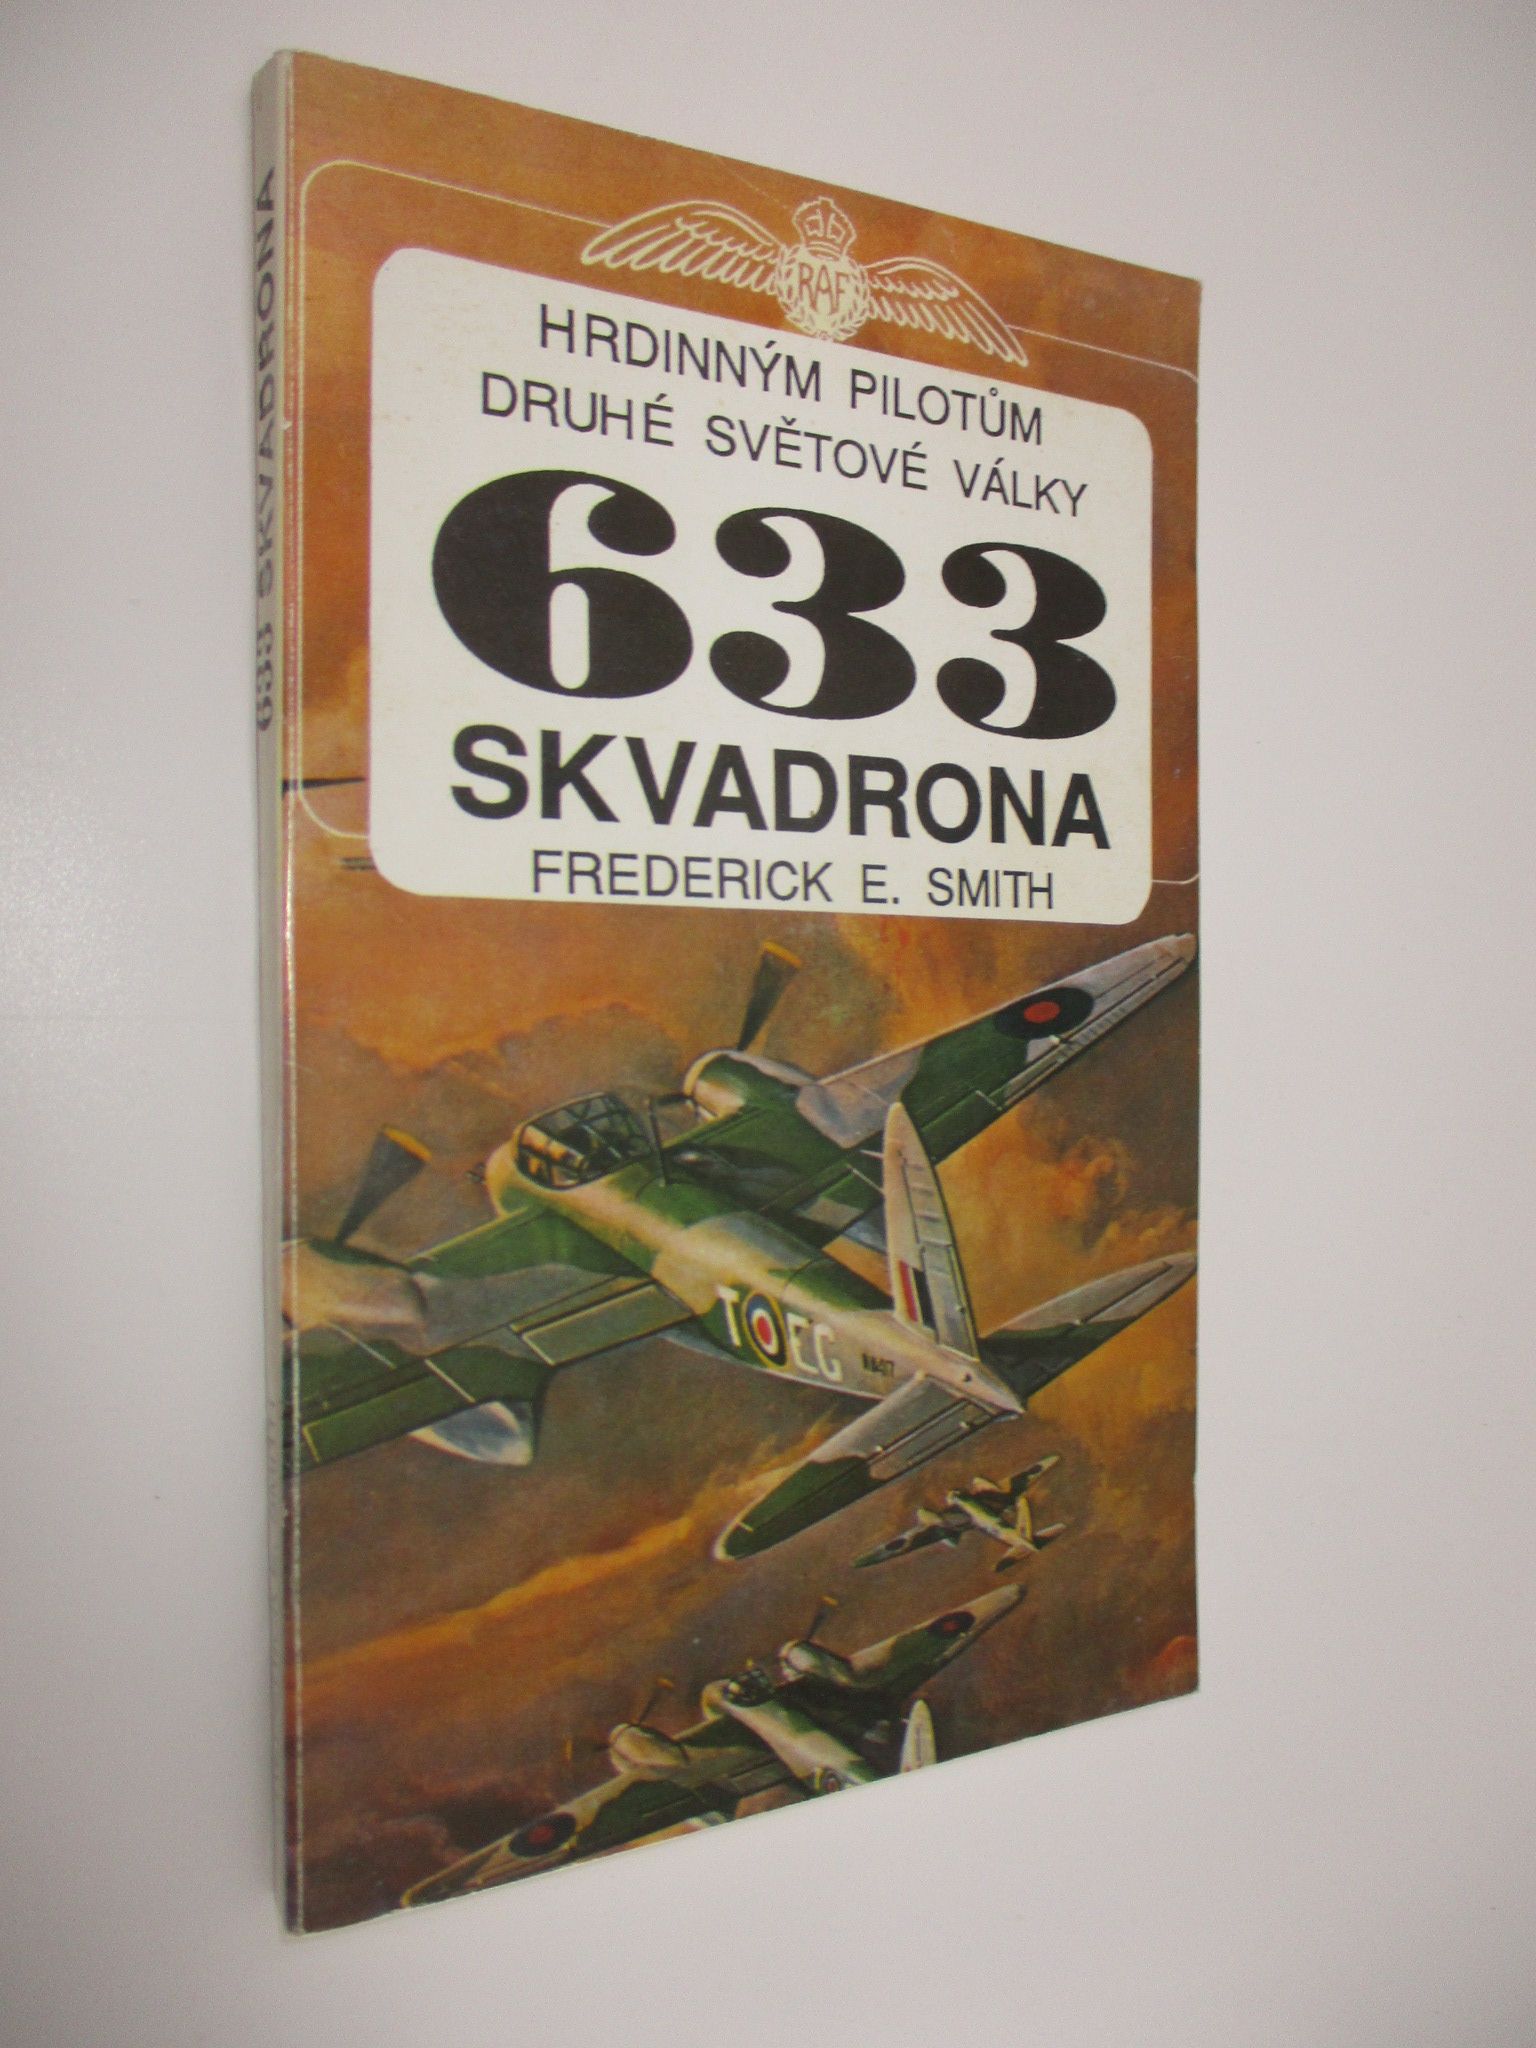 633 SKVADRONA
RAF
HRDINNÝM PILOTŮM
DRUHÉ SVĚTOVÉ VÁLKY
633
SKVADRONA
FREDERICK E. SMITH
T EG